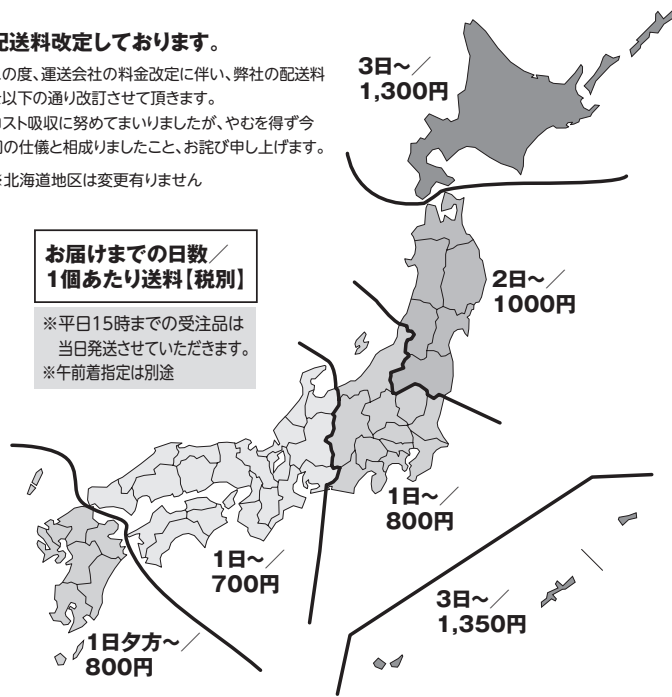 配送料改定しております。
の度、運送会社の料金改定に伴い、弊社の配送料
以下の通り改訂させて頂きます。
スト吸収に努めてまいりましたが、やむを得ず今
の仕儀と相成りましたこと、お詫び申し上げます。
※北海道地区は変更有りません
3日〜／
1,300円
お届けまでの日数／
1個あたり送料【税別】
※平日15時までの受注品は
当日発送させていただきます。
※午前着指定は別途
2日〜／
1000円
1日〜／
800円
1日〜／
700円
3日〜／
1,350円
1日夕方〜／
800円